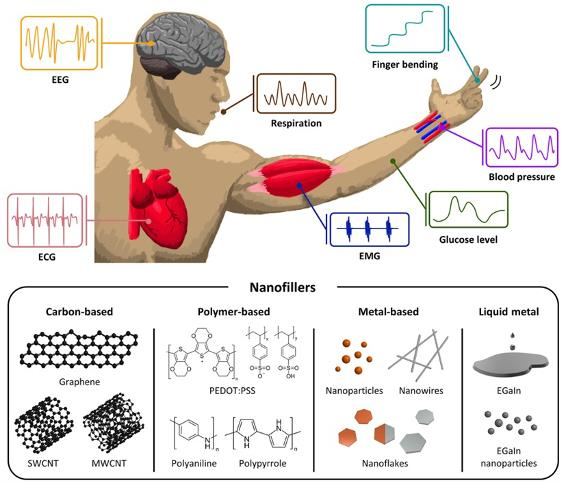 EEG
Respiration
Finger bending
Blood pressure
ECG
EMG
Glucose level
Nanofillers
Carbon-based
Polymer-based
Metal-based
Liquid metal
Graphene
PEDOT:PSS
Nanoparticles
Nanowires
EGaIn
SWCNT
MWCNT
Polyaniline
Polypyrrole
Nanoflakes
EGaIn
nanoparticles